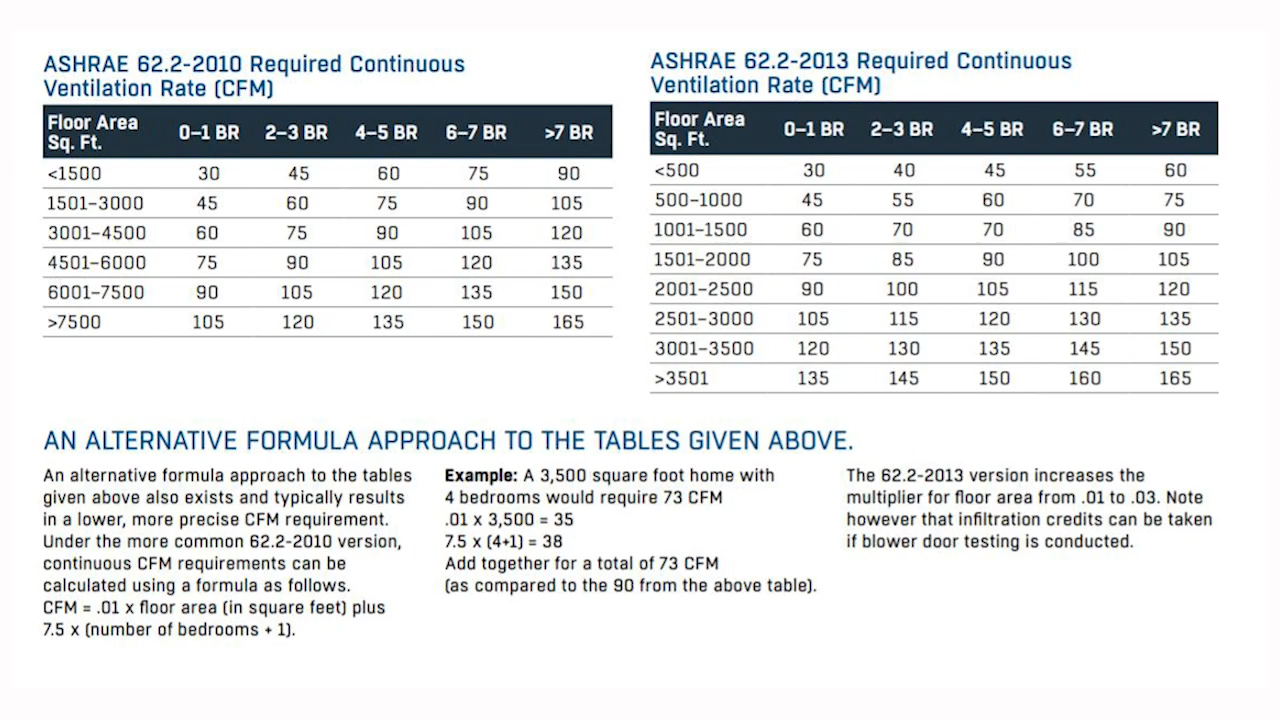 ASHRAE 62.2-2010 Required Continuous
Ventilation Rate (CFM)
Floor Area
Sq. Ft. 0–1 BR 2–3 BR 4–5 BR 6–7 BR >7 BR
<1500 30 45 60 75 90
1501–3000 45 60 75 90 105
3001–4500 60 75 90 105 120
4501–6000 75 90 105 120 135
6001–7500 90 105 120 135 150
>7500 105 120 135 150 165
ASHRAE 62.2-2013 Required Continuous
Ventilation Rate (CFM)
Floor Area
Sq. Ft. 0–1 BR 2–3 BR 4–5 BR 6–7 BR >7 BR
<500 30 40 45 55 60
500–1000 45 55 60 70 75
1001–1500 60 70 70 85 90
1501–2000 75 85 90 100 105
2001–2500 90 100 105 115 120
2501–3000 105 115 120 130 135
3001–3500 120 130 135 145 150
>3501 135 145 150 160 165
AN ALTERNATIVE FORMULA APPROACH TO THE TABLES GIVEN ABOVE.
An alternative formula approach to the tables
given above also exists and typically results
in a lower, more precise CFM requirement.
Under the more common 62.2-2010 version,
continuous CFM requirements can be
calculated using a formula as follows.
CFM = .01 x floor area (in square feet) plus
7.5 x (number of bedrooms + 1).
Example: A 3,500 square foot home with
4 bedrooms would require 73 CFM
.01 x 3,500 = 35
7.5 x (4+1) = 38
Add together for a total of 73 CFM
(as compared to the 90 from the above table).
The 62.2-2013 version increases the
multiplier for floor area from .01 to .03. Note
however that infiltration credits can be taken
if blower door testing is conducted.